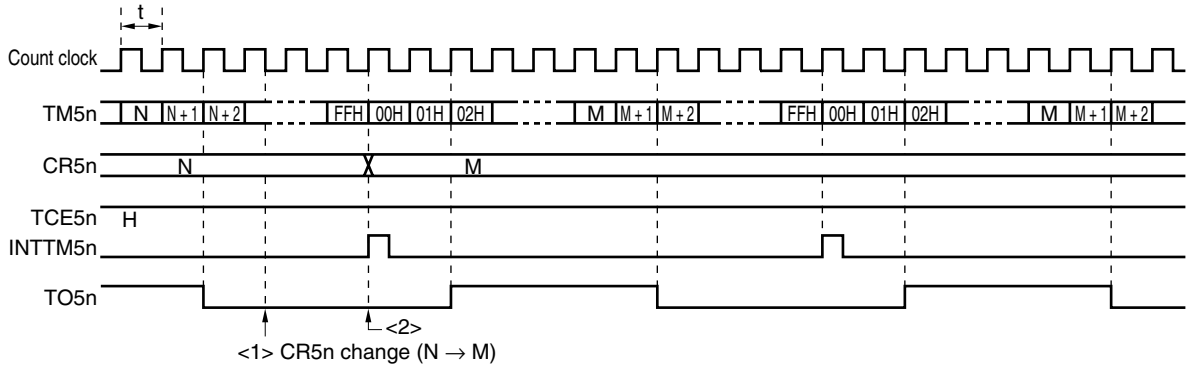 t
Count clock
TM5n N N + 1 N + 2 FFH 00H 01H 02H M M + 1 M + 2 FFH 00H 01H 02H M M + 1 M + 2
CR5n N M
TCE5n H
INTTM5n
TO5n
<2>
<1> CR5n change (N → M)